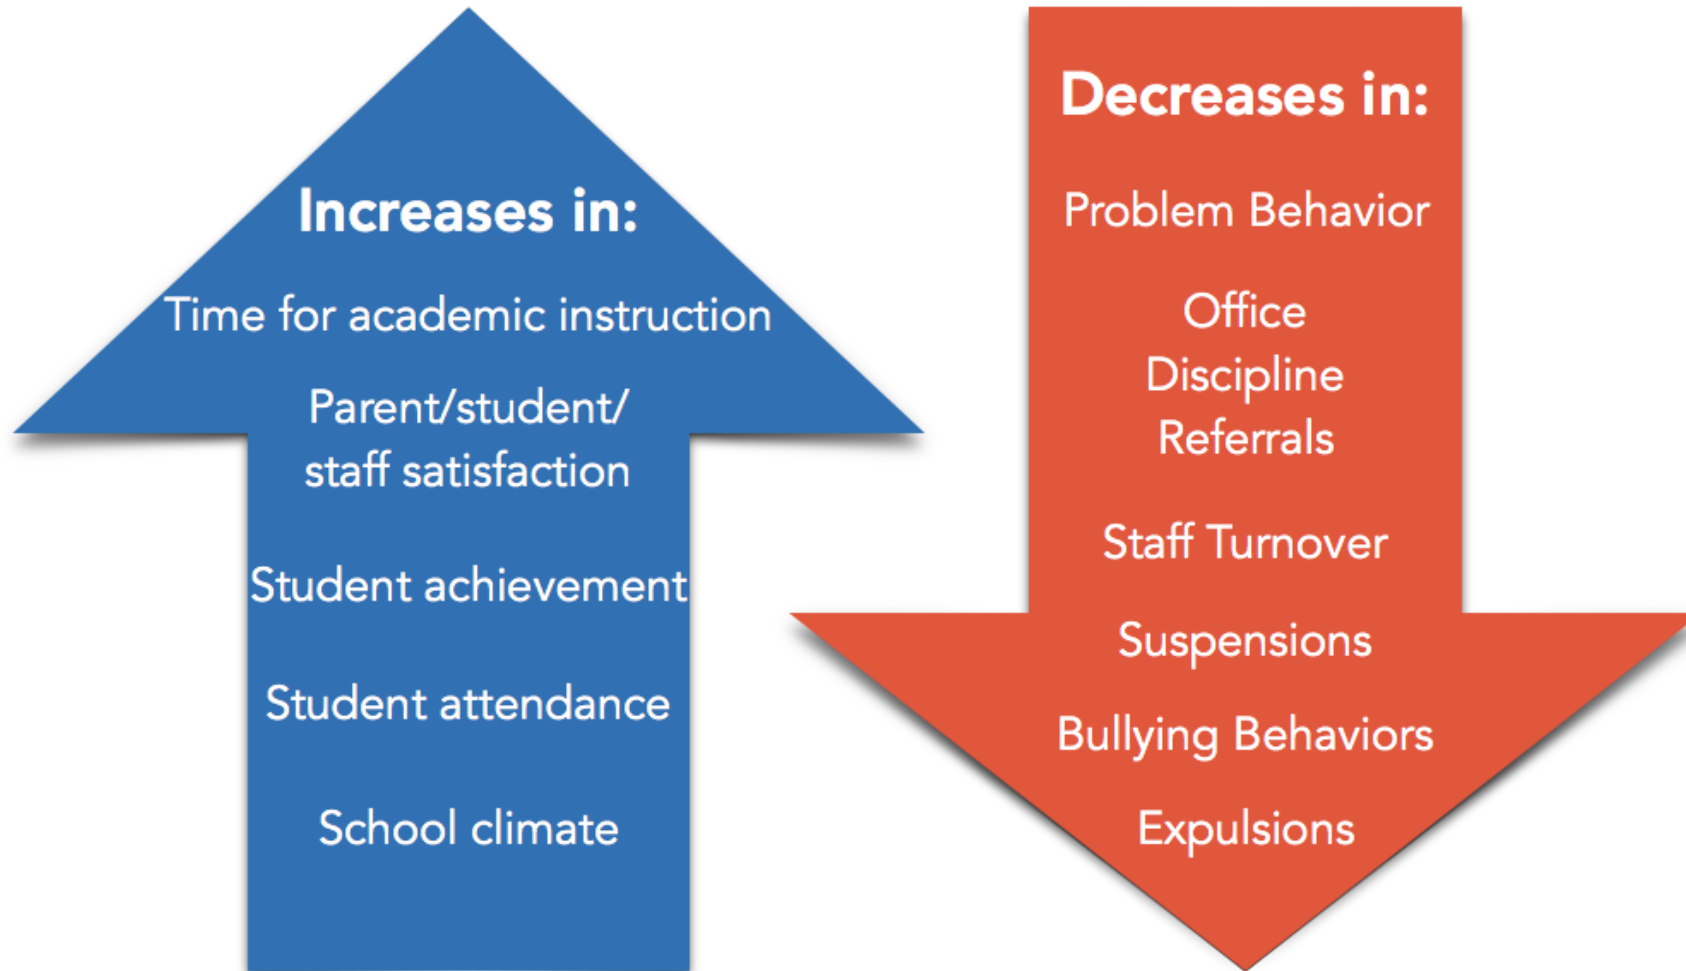 Increases in:
Time for academic instruction
Parent/student/
staff satisfaction
Student achievement
Student attendance
School climate
Decreases in:
Problem Behavior
Office
Discipline
Referrals
Staff Turnover
Suspensions
Bullying Behaviors
Expulsions